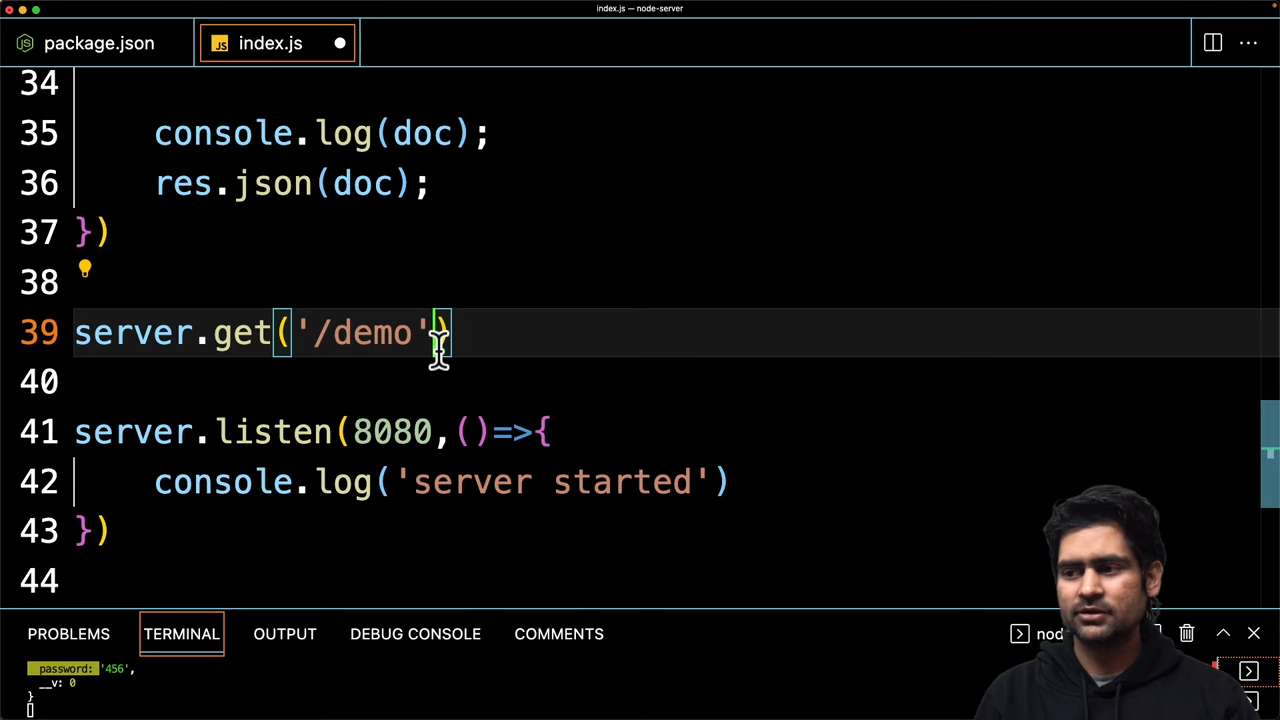 index.js — node-server
package.json
JS index.js
34
35 console.log(doc);
36 res.json(doc);
37 })
38
39 server.get('/demo')
40
41 server.listen(8080,()=>{
42 console.log('server started')
43 })
44
PROBLEMS TERMINAL OUTPUT DEBUG CONSOLE COMMENTS
password: '456',
__v: 0
}